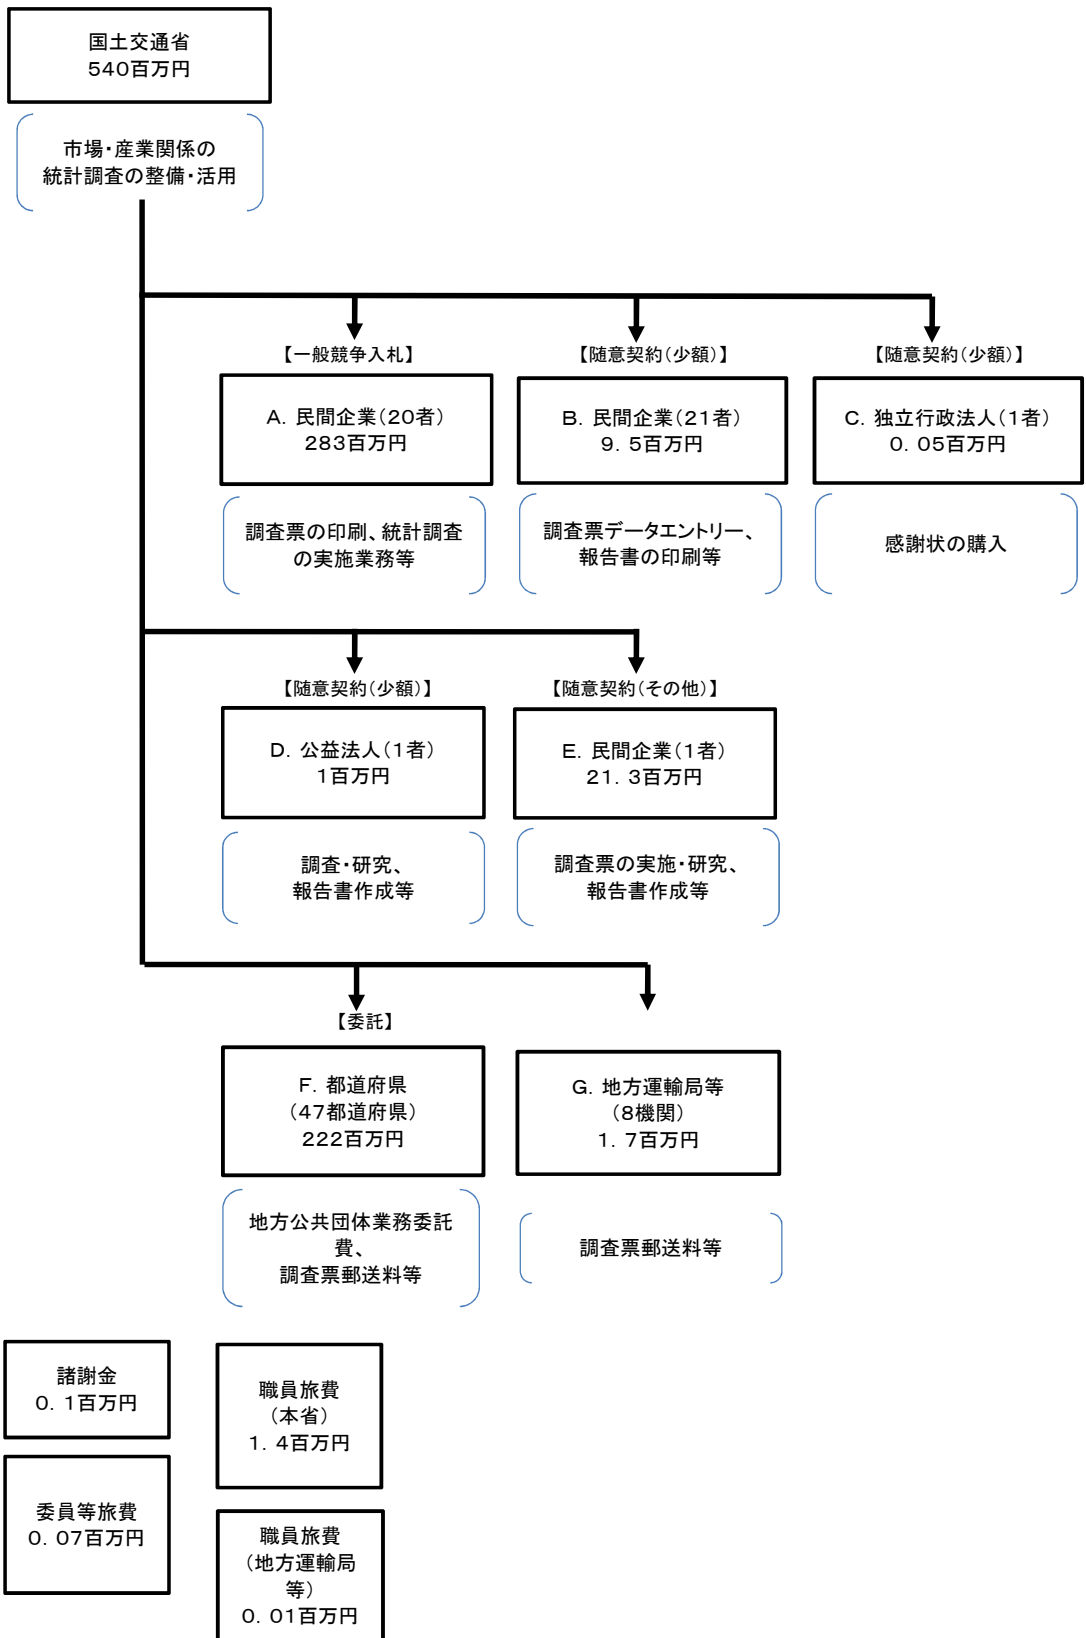 国土交通省
540百万円
市場・産業関係の
統計調査の整備・活用
【一般競争入札】
【随意契約(少額)】
【随意契約(少額)】
A. 民間企業(20者)
283百万円
B. 民間企業(21者)
9. 5百万円
C. 独立行政法人(1者)
0. 05百万円
調査票の印刷、統計調査
の実施業務等
調査票データエントリー、
報告書の印刷等
感謝状の購入
【随意契約(少額)】
【随意契約(その他)】
D. 公益法人(1者)
1百万円
E. 民間企業(1者)
21. 3百万円
調査・研究、
報告書作成等
調査票の実施・研究、
報告書作成等
【委託】
F. 都道府県
(47都道府県)
222百万円
G. 地方運輸局等
(8機関)
1. 7百万円
地方公共団体業務委託
費、
調査票郵送料等
調査票郵送料等
諸謝金
0. 1百万円
職員旅費
(本省)
1. 4百万円
委員等旅費
0. 07百万円
職員旅費
(地方運輸局
等)
0. 01百万円